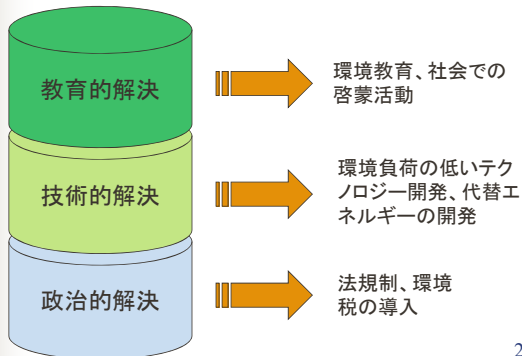 教育的解決
環境教育、社会での
啓蒙活動
技術的解決
環境負荷の低いテク
ノロジー開発、代替エ
ネルギーの開発
政治的解決
法規制、環境
税の導入
2